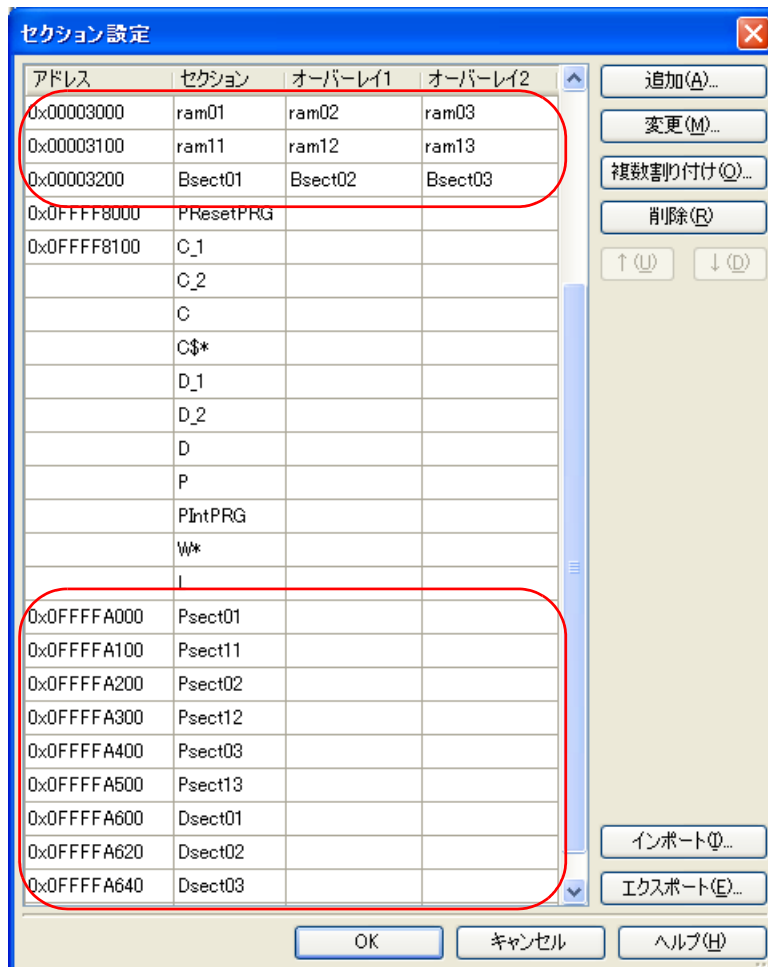 セクション設定
アドレス セクション オーバーレイ1 オーバーレイ2
0x00003000 ram01 ram02 ram03
0x00003100 ram11 ram12 ram13
0x00003200 Bsect01 Bsect02 Bsect03
0x0FFFF8000 PResetPRG
0x0FFFF8100 C_1
C_2
C
C$*
D_1
D_2
D
P
PIntPRG
W*
L
0x0FFFFA000 Psect01
0x0FFFFA100 Psect11
0x0FFFFA200 Psect02
0x0FFFFA300 Psect12
0x0FFFFA400 Psect03
0x0FFFFA500 Psect13
0x0FFFFA600 Dsect01
0x0FFFFA620 Dsect02
0x0FFFFA640 Dsect03
追加(A)...
変更(M)...
複数割り付け(O)...
削除(R)
↑(U) ↓(D)
インポート(I)...
エクスポート(E)...
OK キャンセル ヘルプ(H)